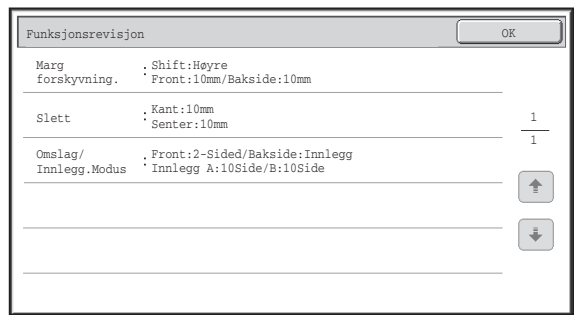 Funksjonsrevisjon
OK
Marg : Shift:Høyre
forskyvning. Front:10mm/Bakside:10mm
Slett : Kant:10mm
Senter:10mm
1
1
Omslag/ : Front:2-Sided/Bakside:Innlegg
Innlegg.Modus Innlegg A:10Side/B:10Side